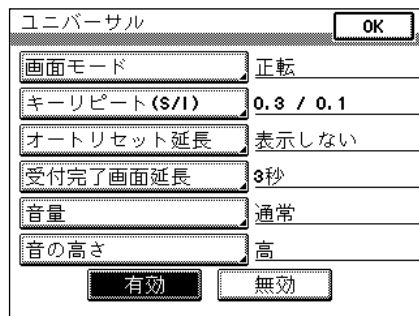 ユニバーサル OK
画面モード 正転
キーリピート(S/I) 0.3 / 0.1
オートリセット延長 表示しない
受付完了画面延長 3秒
音量 通常
音の高さ 高
有効 無効